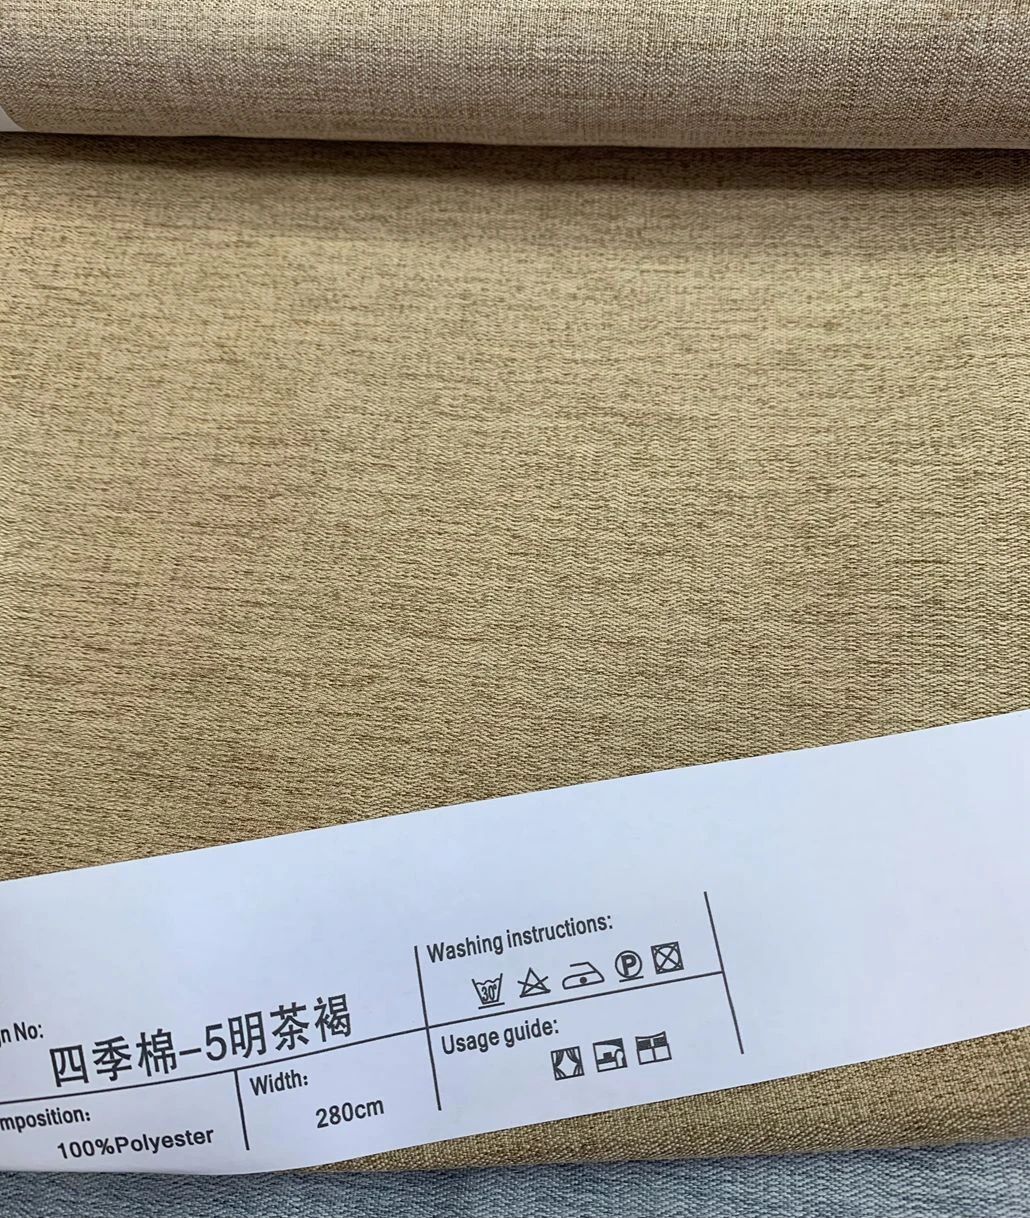 n No:
四季棉-5明茶褐
mposition:
100%Polyester
Width:
280cm
Washing instructions:
30°
P
Usage guide: